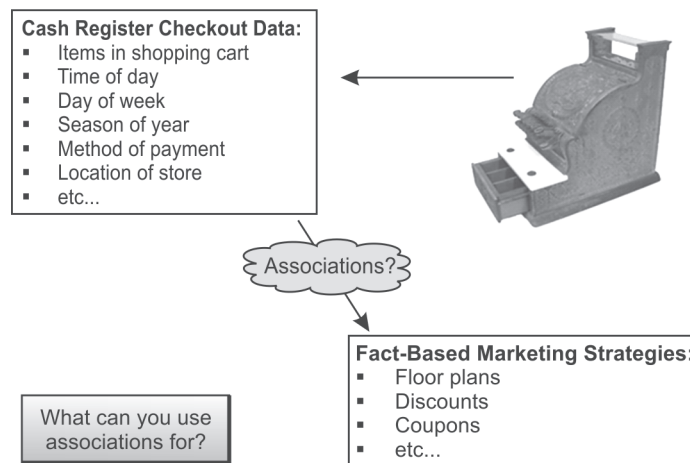 Cash Register Checkout Data:
▪ Items in shopping cart
▪ Time of day
▪ Day of week
▪ Season of year
▪ Method of payment
▪ Location of store
▪ etc...
Associations?
Fact-Based Marketing Strategies:
▪ Floor plans
▪ Discounts
▪ Coupons
▪ etc...
What can you use
associations for?